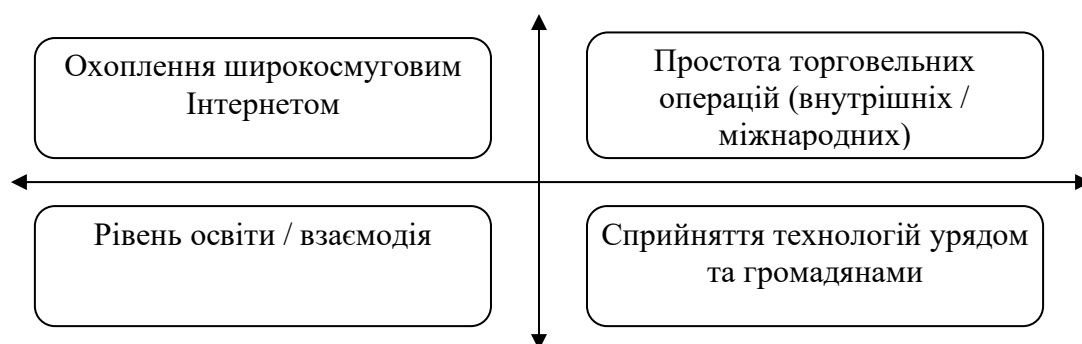 Охоплення широкосмуговим
Інтернетом
Простота торговельних
операцій (внутрішніх /
міжнародних)
Рівень освіти / взаємодія
Сприйняття технологій урядом
та громадянами